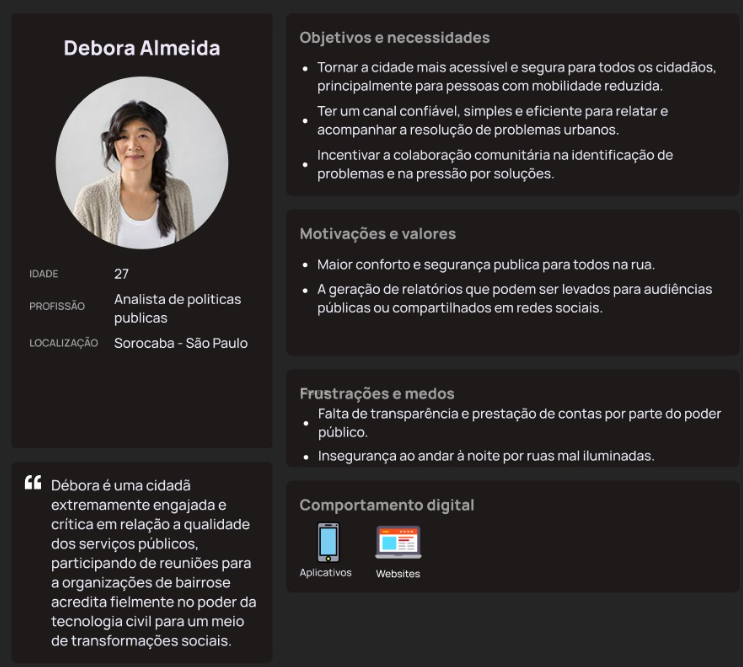 Debora Almeida
IDADE 27
PROFISSÃO Analista de politicas
publicas
LOCALIZAÇÃO Sorocaba - São Paulo
Débora é uma cidadã
extremamente engajada e
crítica em relação a qualidade
dos serviços públicos,
participando de reuniões para
a organizações de bairrose
acredita fielmente no poder da
tecnologia civil para um meio
de transformações sociais.
Objetivos e necessidades
Tornar a cidade mais acessível e segura para todos os cidadãos,
principalmente para pessoas com mobilidade reduzida.
Ter um canal confiável, simples e eficiente para relatar e
acompanhar a resolução de problemas urbanos.
Incentivar a colaboração comunitária na identificação de
problemas e na pressão por soluções.
Motivações e valores
Maior conforto e segurança publica para todos na rua.
A geração de relatórios que podem ser levados para audiências
públicas ou compartilhados em redes sociais.
Frustrações e medos
Falta de transparência e prestação de contas por parte do poder
público.
Insegurança ao andar à noite por ruas mal iluminadas.
Comportamento digital
Aplicativos Websites